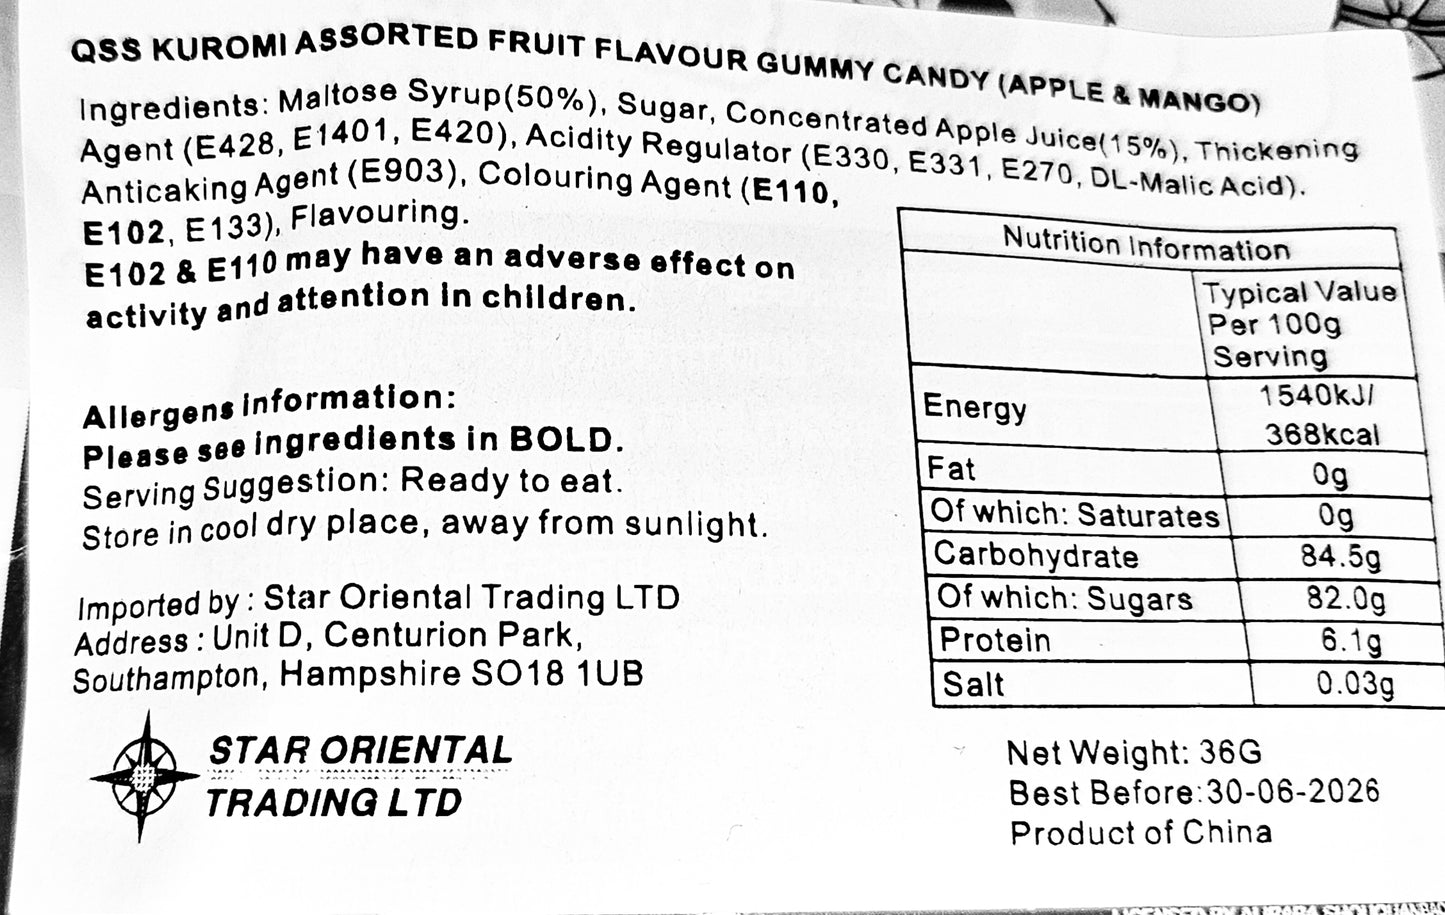 QSS KUROMI ASSORTED FRUIT FLAVOUR GUMMY CANDY (APPLE & MANGO)
Ingredients: Maltose Syrup(50%), Sugar, Concentrated Apple Juice(15%), Thickening
Agent (E428, E1401, E420), Acidity Regulator (E330, E331, E270, DL-Malic Acid).
Anticaking Agent (E903), Colouring Agent (E110,
E102, E133), Flavouring.
E102 & E110 may have an adverse effect on
activity and attention in children.
Allergens information:
Please see ingredients in BOLD.
Serving Suggestion: Ready to eat.
Store in cool dry place, away from sunlight.
Imported by : Star Oriental Trading LTD
Address : Unit D, Centurion Park,
Southampton, Hampshire SO18 1UB
STAR ORIENTAL
TRADING LTD
Nutrition Information
Typical Value
Per 100g
Serving
Energy 1540kJ/
368kcal
Fat 0g
Of which: Saturates 0g
Carbohydrate 84.5g
Of which: Sugars 82.0g
Protein 6.1g
Salt 0.03g
Net Weight: 36G
Best Before:30-06-2026
Product of China